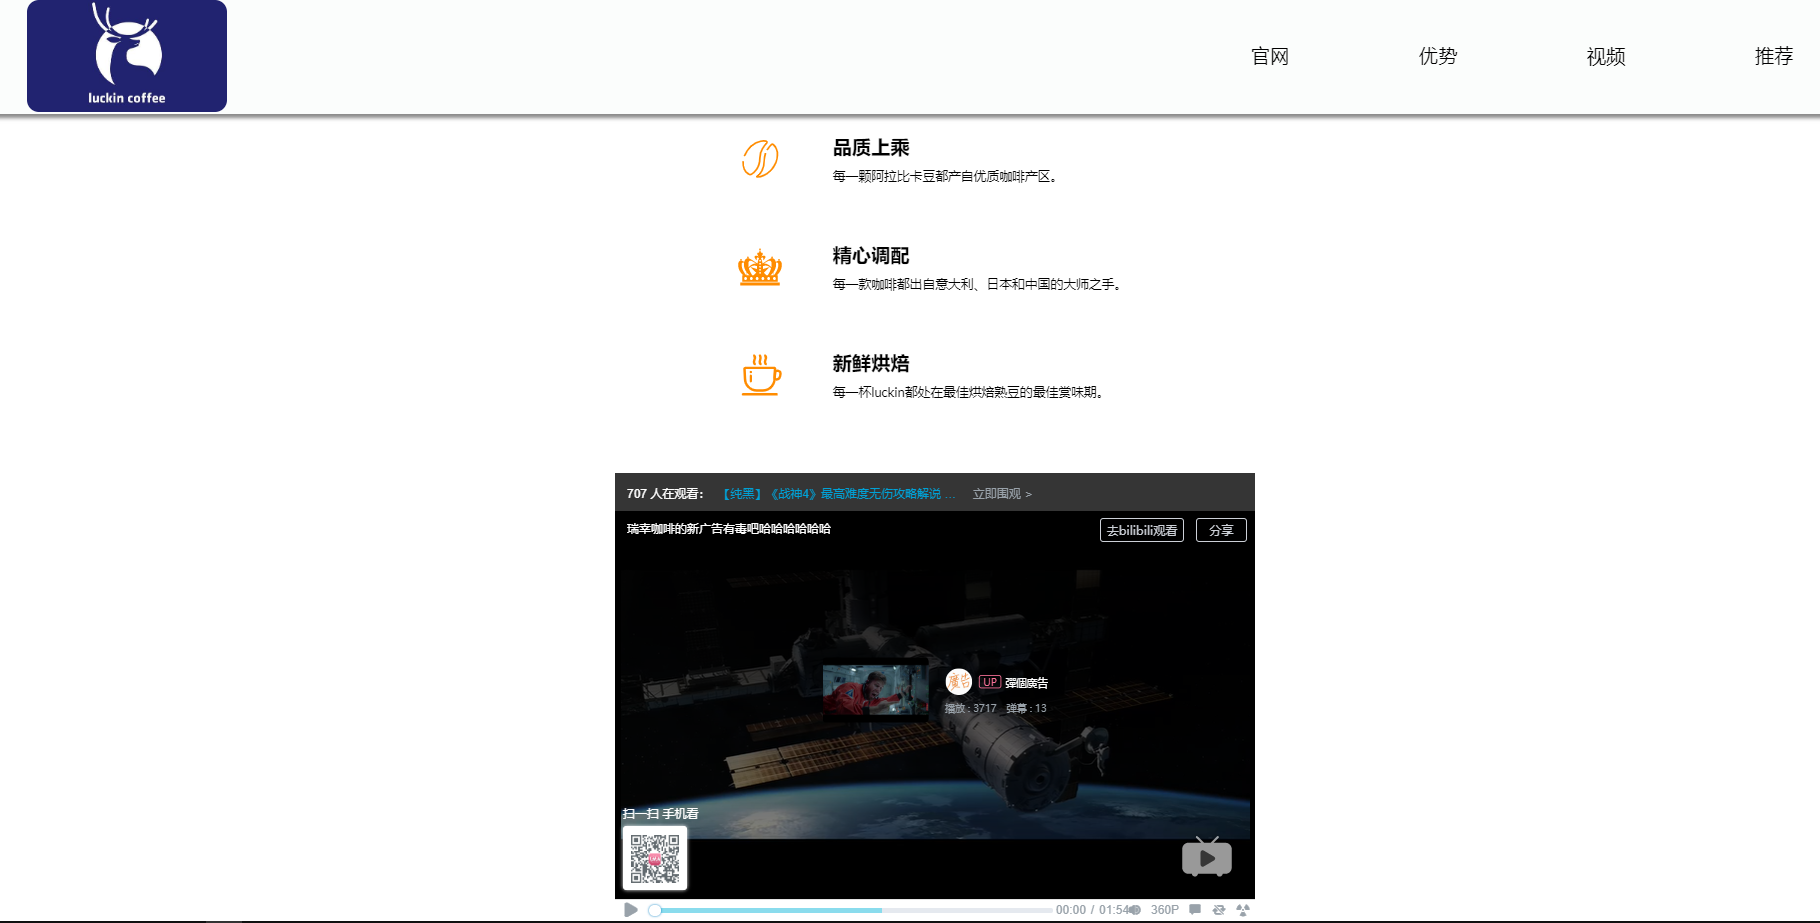 luckin coffee
官网
优势
视频
推荐
品质上乘
每一颗阿拉比卡豆都产自优质咖啡产区。
精心调配
每一款咖啡都出自意大利、日本和中国的大师之手。
新鲜烘焙
每一杯luckin都处在最佳烘焙熟豆的最佳赏味期。
707 人在观看： 【纯黑】《战神4》最高难度无伤攻略解说 ... 立即围观 >
瑞幸咖啡的新广告有毒吧哈哈哈哈哈哈
去bilibili观看
分享
廣告 UP 彈個廣告
播放 : 3717 弹幕 : 13
扫一扫 手机看
00:00 / 01:54
360P